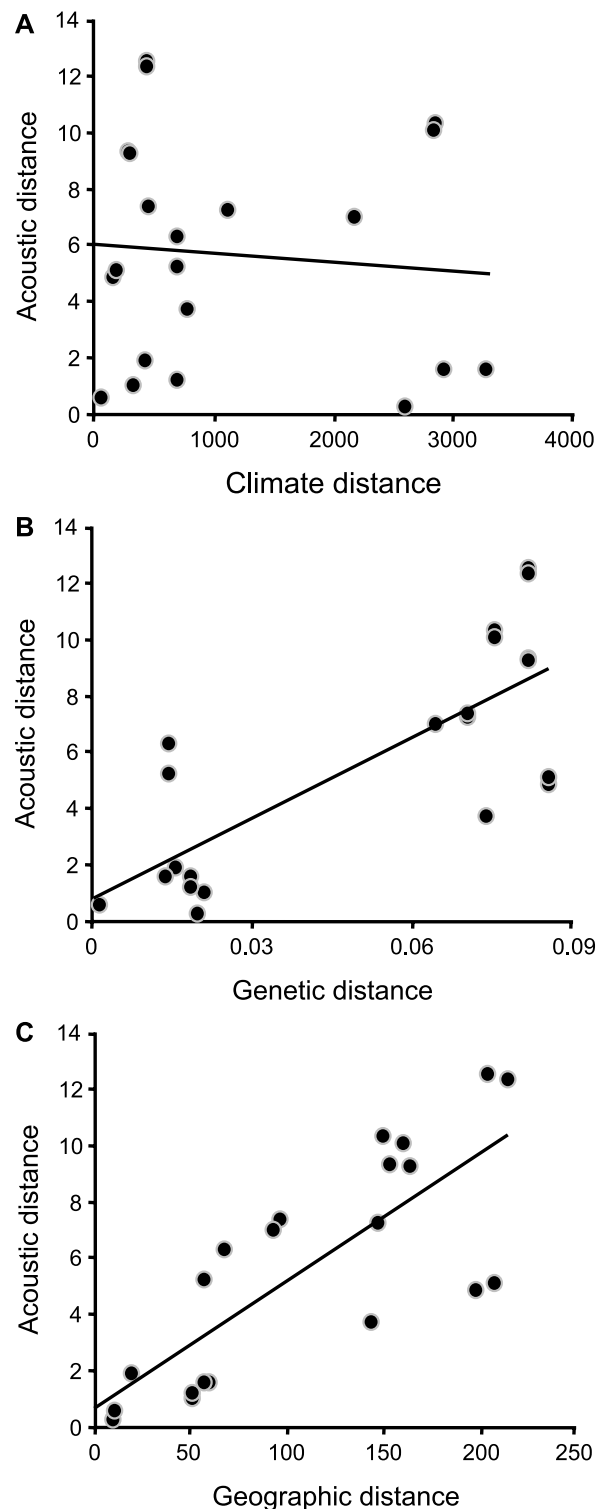 A
14
12
10
8
6
4
2
0
Acoustic distance
0 1000 2000 3000 4000
Climate distance
B
14
12
10
8
6
4
2
0
Acoustic distance
0 0.03 0.06 0.09
Genetic distance
C
14
12
10
8
6
4
2
0
Acoustic distance
0 50 100 150 200 250
Geographic distance